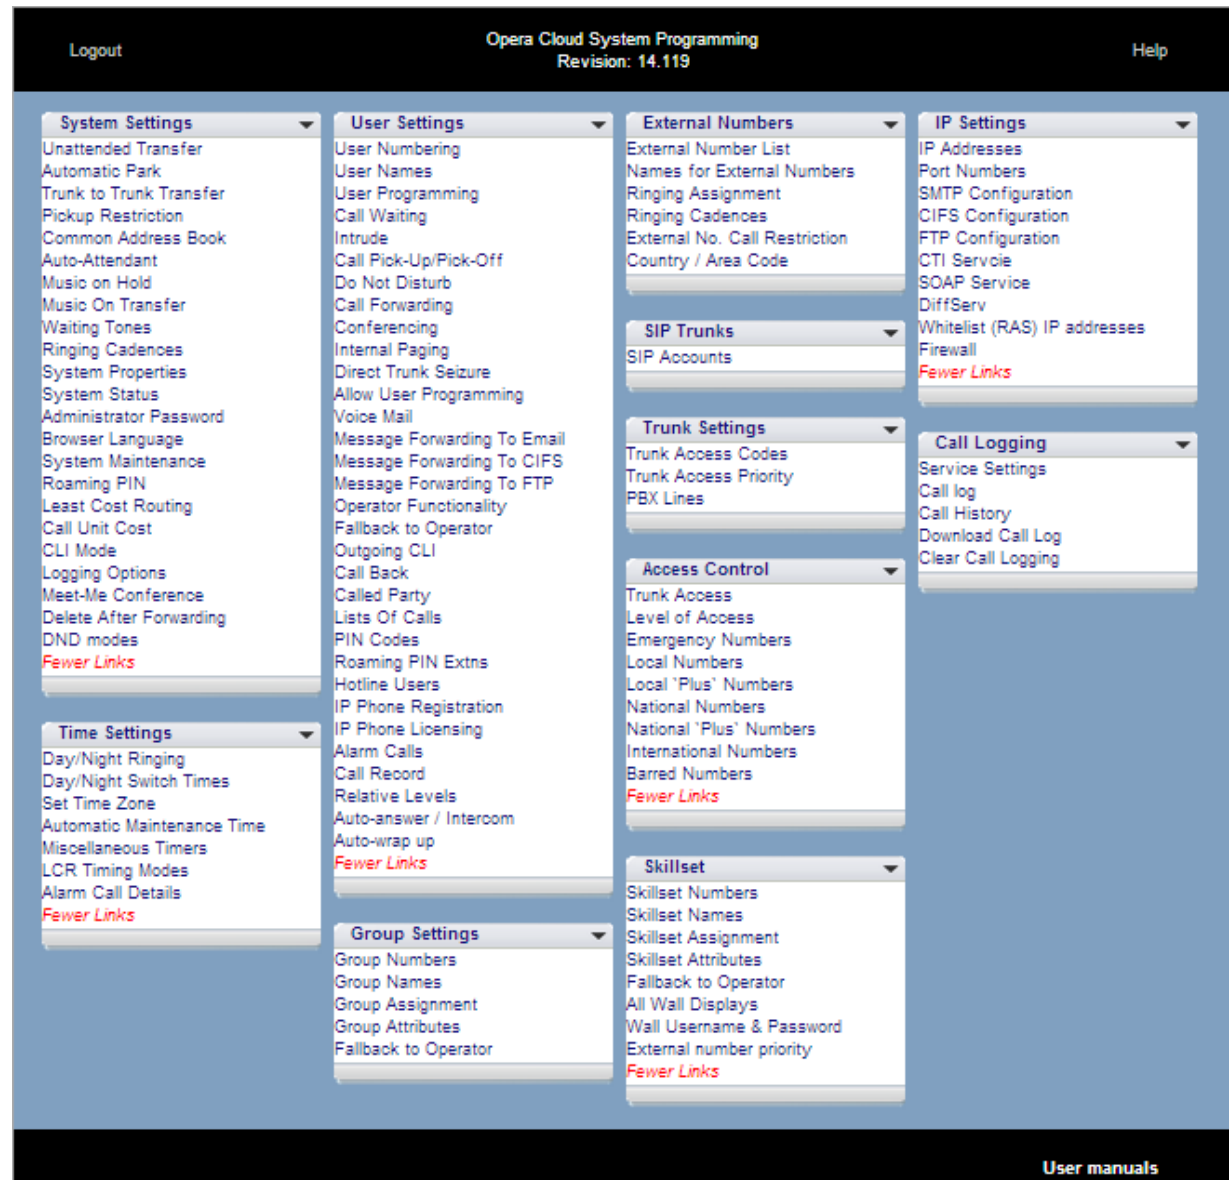 Logout
Opera Cloud System Programming
Revision: 14.119
Help
System Settings
Unattended Transfer
Automatic Park
Trunk to Trunk Transfer
Pickup Restriction
Common Address Book
Auto-Attendant
Music on Hold
Music On Transfer
Waiting Tones
Ringing Cadences
System Properties
System Status
Administrator Password
Browser Language
System Maintenance
Roaming PIN
Least Cost Routing
Call Unit Cost
CLI Mode
Logging Options
Meet-Me Conference
Delete After Forwarding
DND modes
Fewer Links
Time Settings
Day/Night Ringing
Day/Night Switch Times
Set Time Zone
Automatic Maintenance Time
Miscellaneous Timers
LCR Timing Modes
Alarm Call Details
Fewer Links
User Settings
User Numbering
User Names
User Programming
Call Waiting
Intrude
Call Pick-Up/Pick-Off
Do Not Disturb
Call Forwarding
Conferencing
Internal Paging
Direct Trunk Seizure
Allow User Programming
Voice Mail
Message Forwarding To Email
Message Forwarding To CIFS
Message Forwarding To FTP
Operator Functionality
Fallback to Operator
Outgoing CLI
Call Back
Called Party
Lists Of Calls
PIN Codes
Roaming PIN Extns
Hotline Users
IP Phone Registration
IP Phone Licensing
Alarm Calls
Call Record
Relative Levels
Auto-answer / Intercom
Auto-wrap up
Fewer Links
Group Settings
Group Numbers
Group Names
Group Assignment
Group Attributes
Fallback to Operator
External Numbers
External Number List
Names for External Numbers
Ringing Assignment
Ringing Cadences
External No. Call Restriction
Country / Area Code
SIP Trunks
SIP Accounts
Trunk Settings
Trunk Access Codes
Trunk Access Priority
PBX Lines
Access Control
Trunk Access
Level of Access
Emergency Numbers
Local Numbers
Local `Plus` Numbers
National Numbers
National `Plus` Numbers
International Numbers
Barred Numbers
Fewer Links
Skillset
Skillset Numbers
Skillset Names
Skillset Assignment
Skillset Attributes
Fallback to Operator
All Wall Displays
Wall Username & Password
External number priority
Fewer Links
IP Settings
IP Addresses
Port Numbers
SMTP Configuration
CIFS Configuration
FTP Configuration
CTI Servcie
SOAP Service
DiffServ
Whitelist (RAS) IP addresses
Firewall
Fewer Links
Call Logging
Service Settings
Call log
Call History
Download Call Log
Clear Call Logging
User manuals